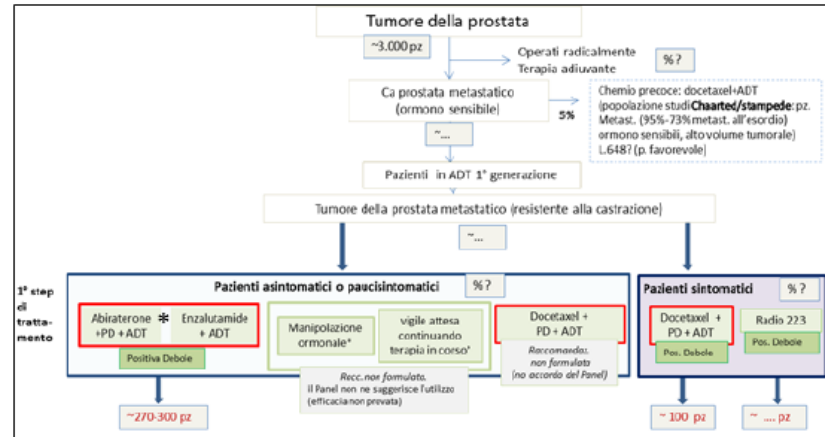 Tumore della prostata
~3.000 pz
Operati radicalmente
Terapia adiuvante
% ?
Ca prostata metastatico
(ormono sensibile)
5%
Chemio precoce: docetaxel+ADT
(popolazione studi Chaarted/stampede: pz.
Metast. (95%-73% metast. all'esordio)
ormono sensibili, alto volume tumorale)
L.648? (p. favorevole)
~...
Pazienti in ADT 1° generazione
Tumore della prostata metastatico (resistente alla castrazione)
~...
1° step
di
tratta-
mento
Pazienti asintomatici o paucisintomatici
% ?
Abiraterone
+PD + ADT
*
Enzalutamide
+ ADT
Positiva Debole
Manipolazione
ormonale*
vigile attesa
continuando
terapia in corso*
Recc. non formulata.
il Panel non ne suggerisce l'utilizzo
(efficacia non provata)
Docetaxel +
PD + ADT
Raccomandaz.
non formulata
(no accordo del Panel)
Pazienti sintomatici
% ?
Docetaxel +
PD + ADT
Pos. Debole
Radio 223
Pos. Debole
~270-300 pz
~ 100 pz
~ .... pz